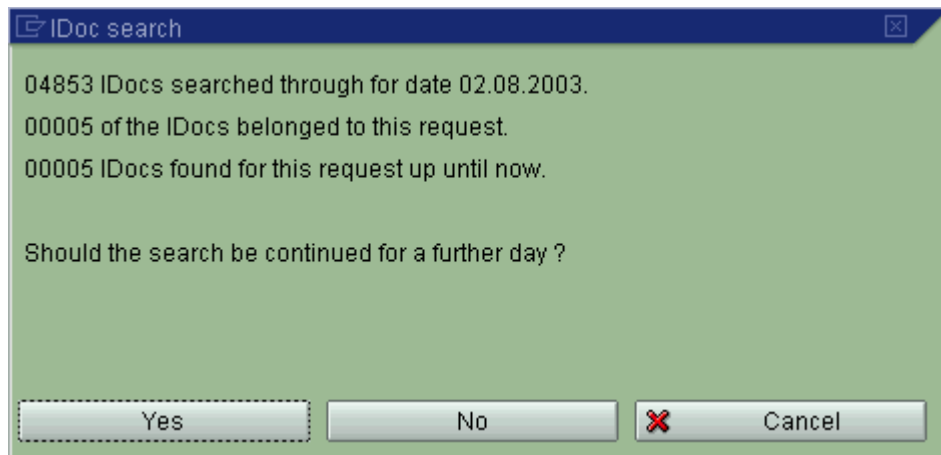 IDoc search
04853 IDocs searched through for date 02.08.2003.
00005 of the IDocs belonged to this request.
00005 IDocs found for this request up until now.
Should the search be continued for a further day ?
Yes No Cancel